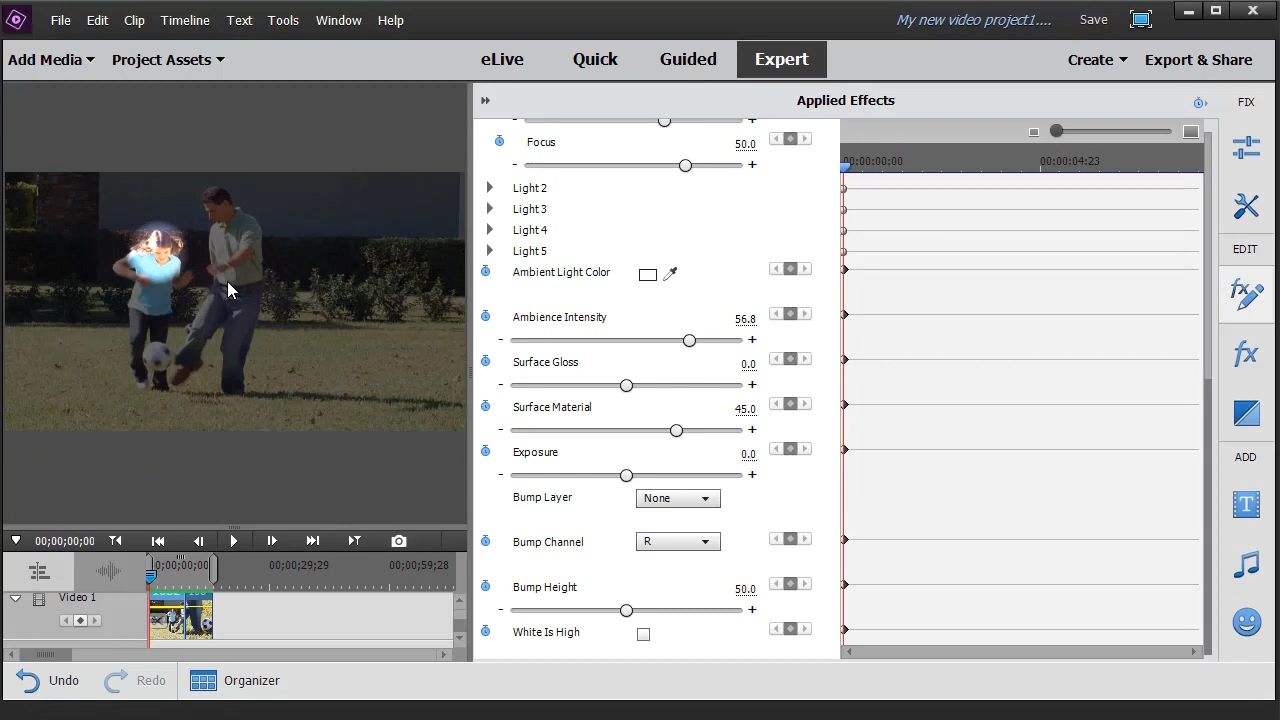 File Edit Clip Timeline Text Tools Window Help My new video project1.... Save
Add Media Project Assets eLive Quick Guided Expert Create Export & Share
Applied Effects FIX
Focus 50.0
00:00:00:00 00:00:04:23
Light 2
Light 3
Light 4
Light 5
EDIT
Ambient Light Color
Ambience Intensity 56.8
Surface Gloss 0.0
Surface Material 45.0
Exposure 0.0
ADD
Bump Layer None
Bump Channel R
00;00;00;00
00;00;00;00 00;00;29;29 00;00;59;28
Bump Height 50.0
Video 1
White Is High
Undo Redo Organizer